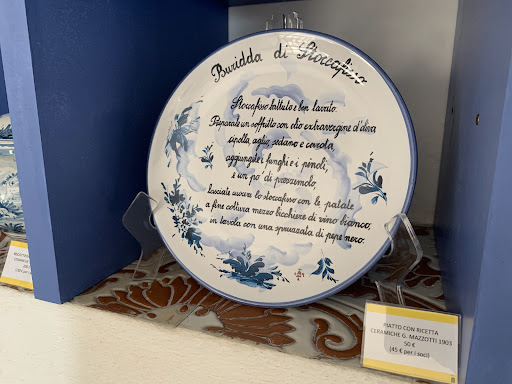 Buridda di Stoccafisso
Stoccafisso battuto e ben lavato
Preparate un soffritto con olio extravergine d'oliva
cipolla, aglio, sedano e carota,
aggiungete i funghi e i pinoli,
e un po' di prezzemolo,
lasciate cuocere lo stoccafisso con le patate
a fine cottura mezzo bicchiere di vino bianco,
in tavola con una spruzzata di pepe nero.
PIATTO CON RICETTA
CERAMICHE G. MAZZOTTI 1903
50 €
(45 € per i soci)